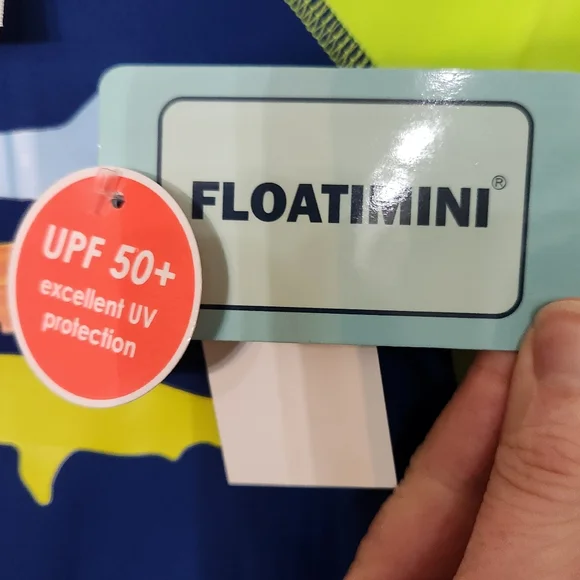 FLOATIMINI®
UPF 50+
excellent UV
protection